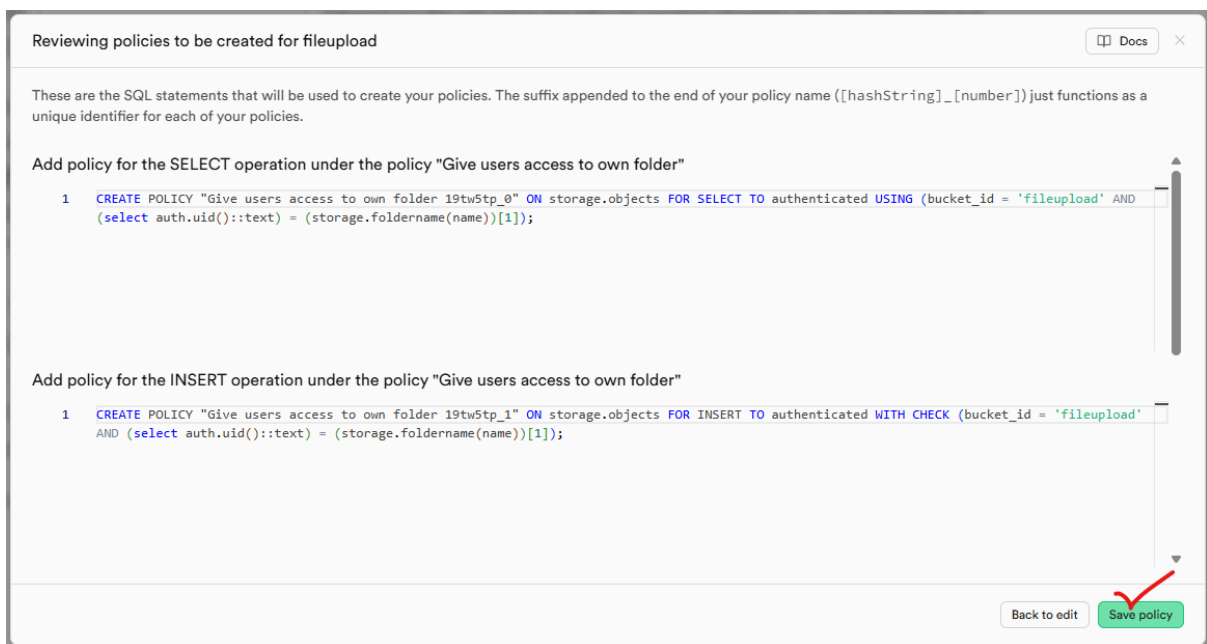 Reviewing policies to be created for fileupload
Docs
These are the SQL statements that will be used to create your policies. The suffix appended to the end of your policy name ([hashString]_[number]) just functions as a
unique identifier for each of your policies.
Add policy for the SELECT operation under the policy "Give users access to own folder"
1 CREATE POLICY "Give users access to own folder 19tw5tp_0" ON storage.objects FOR SELECT TO authenticated USING (bucket_id = 'fileupload' AND
(select auth.uid()::text) = (storage.foldername(name))[1]);
Add policy for the INSERT operation under the policy "Give users access to own folder"
1 CREATE POLICY "Give users access to own folder 19tw5tp_1" ON storage.objects FOR INSERT TO authenticated WITH CHECK (bucket_id = 'fileupload'
AND (select auth.uid()::text) = (storage.foldername(name))[1]);
Back to edit
Save policy